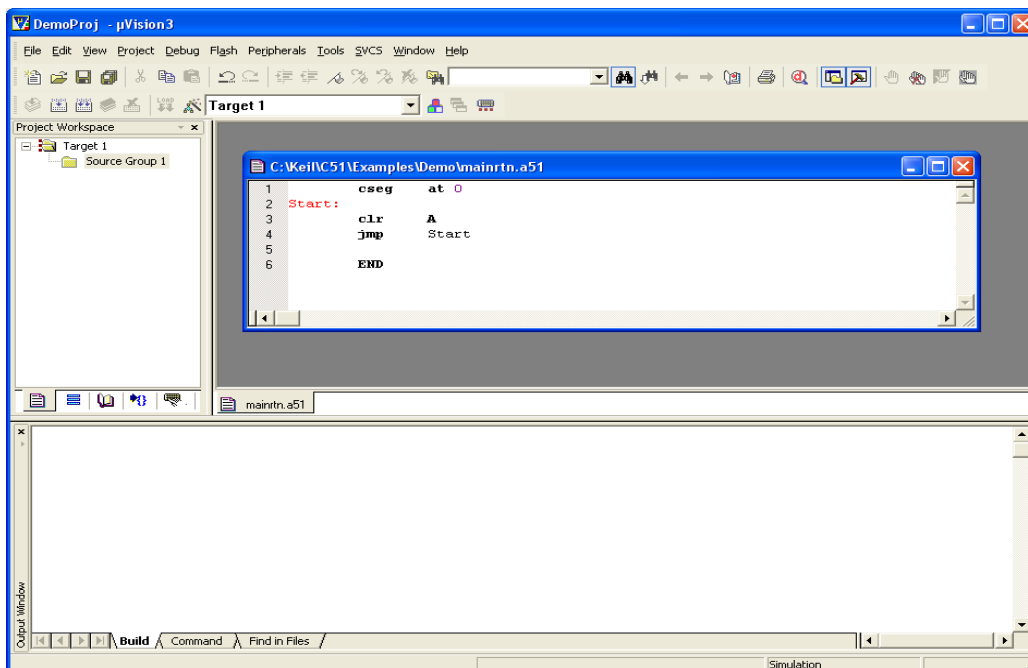 DemoProj - µVision3
File Edit View Project Debug Flash Peripherals Tools SVCS Window Help
Target 1
Project Workspace
Target 1
Source Group 1
C:\Keil\C51\Examples\Demo\mainrtn.a51
1 cseg at 0
2 Start:
3 clr A
4 jmp Start
5
6 END
mainrtn.a51
Output Window
Build Command Find in Files
Simulation